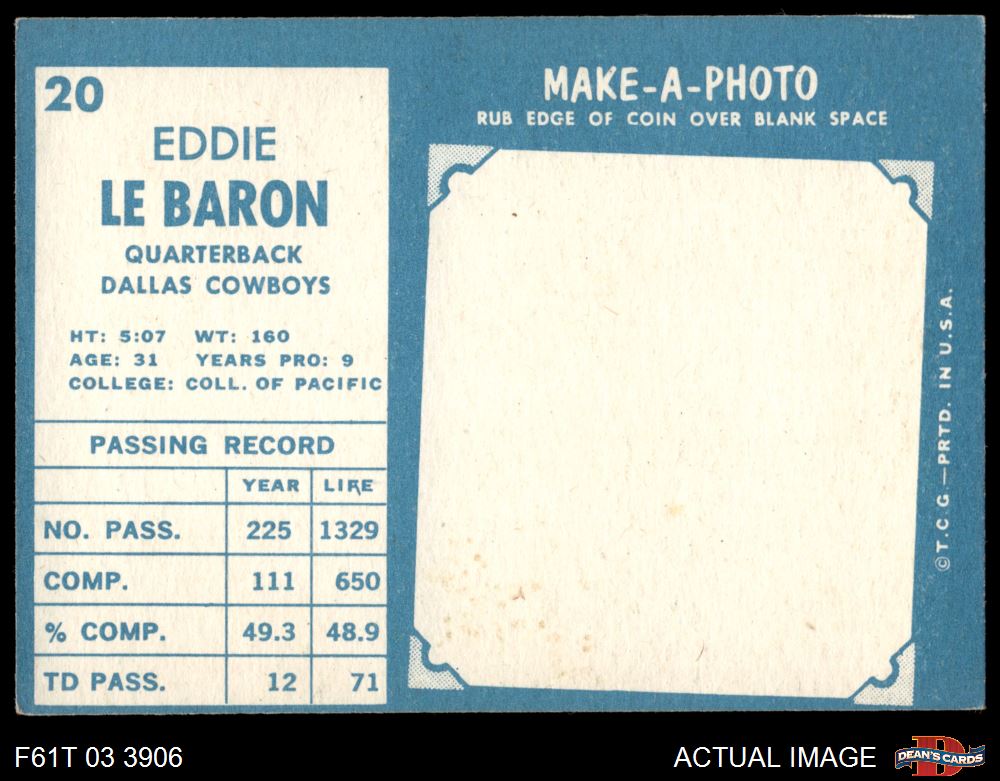 20
EDDIE
LE BARON
QUARTERBACK
DALLAS COWBOYS
HT: 5:07 WT: 160
AGE: 31 YEARS PRO: 9
COLLEGE: COLL. OF PACIFIC
PASSING RECORD
YEAR LIFE
NO. PASS. 225 1329
COMP. 111 650
% COMP. 49.3 48.9
TD PASS. 12 71
MAKE-A-PHOTO
RUB EDGE OF COIN OVER BLANK SPACE
©T.C.G.—PRTD. IN U.S.A.
F61T 03 3906
ACTUAL IMAGE
DEAN'S CARDS